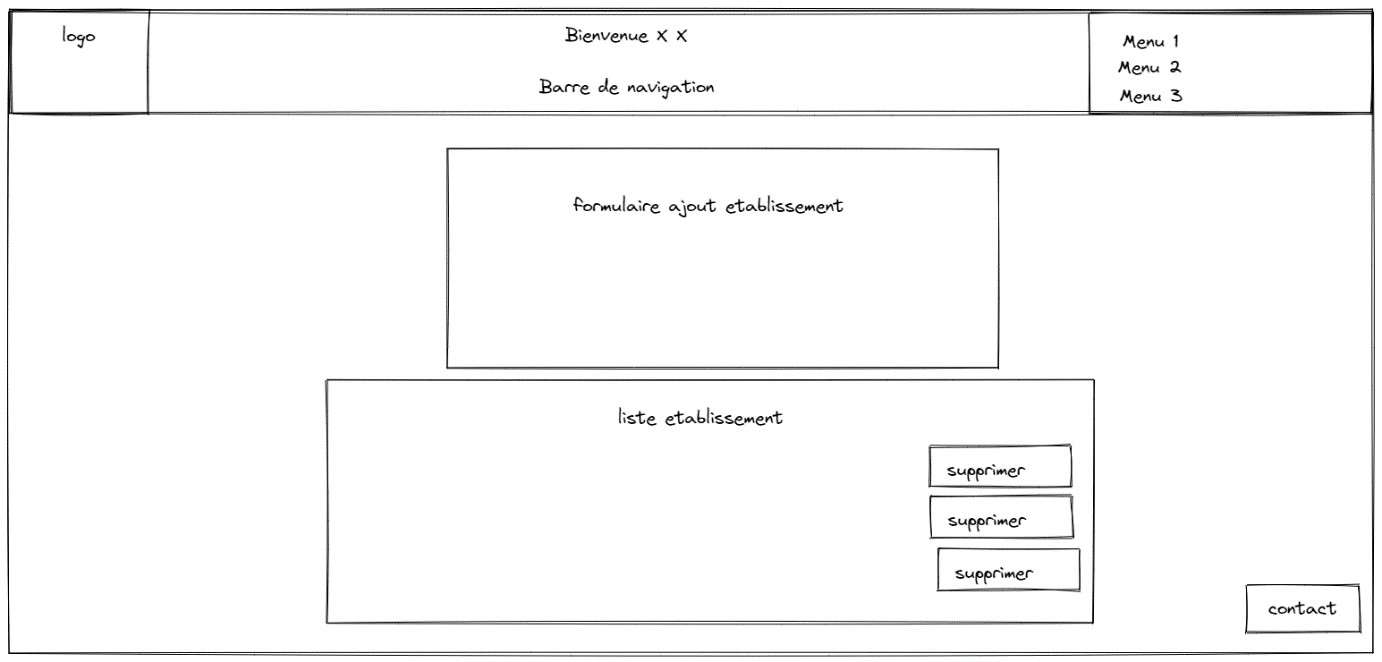 logo
Bienvenue X X
Barre de navigation
Menu 1
Menu 2
Menu 3
formulaire ajout etablissement
liste etablissement
supprimer
supprimer
supprimer
contact